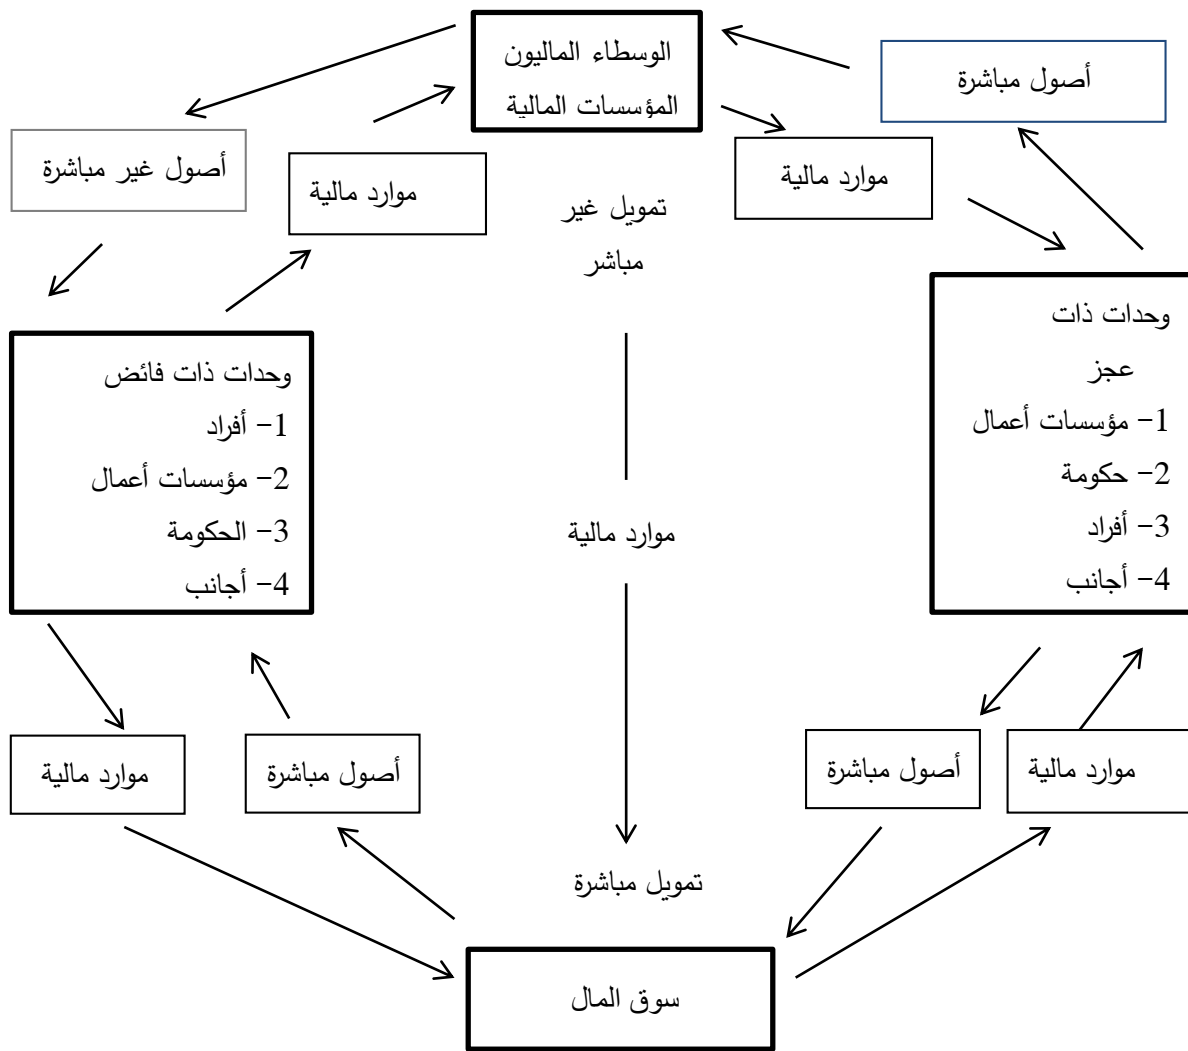 الوسطاء الماليون
المؤسسات المالية
أصول مباشرة
أصول غير مباشرة
موارد مالية
موارد مالية
تمويل غير
مباشر
وحدات ذات
عجز
1- مؤسسات أعمال
2- حكومة
3- أفراد
4- أجانب
وحدات ذات فائض
1- أفراد
2- مؤسسات أعمال
3- الحكومة
4- أجانب
موارد مالية
موارد مالية
أصول مباشرة
أصول مباشرة
موارد مالية
تمويل مباشرة
سوق المال